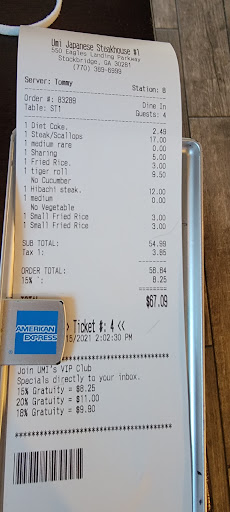 Umi Japanese Steakhouse #1
550 Eagles Landing Parkway
Stockbridge, GA 30281
(770) 389-6999
Server: Tommy Station: 8
Order #: 83289 Dine In
Table: ST1 Guests: 4
1 Diet Coke. 2.49
1 Steak/Scallops 17.00
1 medium rare 0.00
1 Sharing 5.00
1 Fried Rice. 3.00
1 tiger roll 9.50
No Cucumber
1 Hibachi steak. 12.00
1 medium 0.00
No Vegetable
1 Small Fried Rice 3.00
1 Small Fried Rice 3.00
SUB TOTAL: 54.99
Tax 1: 3.85
ORDER TOTAL: 58.84
15% 8.25
$67.09
AMERICAN
EXPRESS
> Ticket #: 4 <<
15/2021 2:02:30 PM
Join UMI's VIP Club
Specials directly to your inbox.
15% Gratuity = $8.25
20% Gratuity = $11.00
18% Gratuity = $9.90